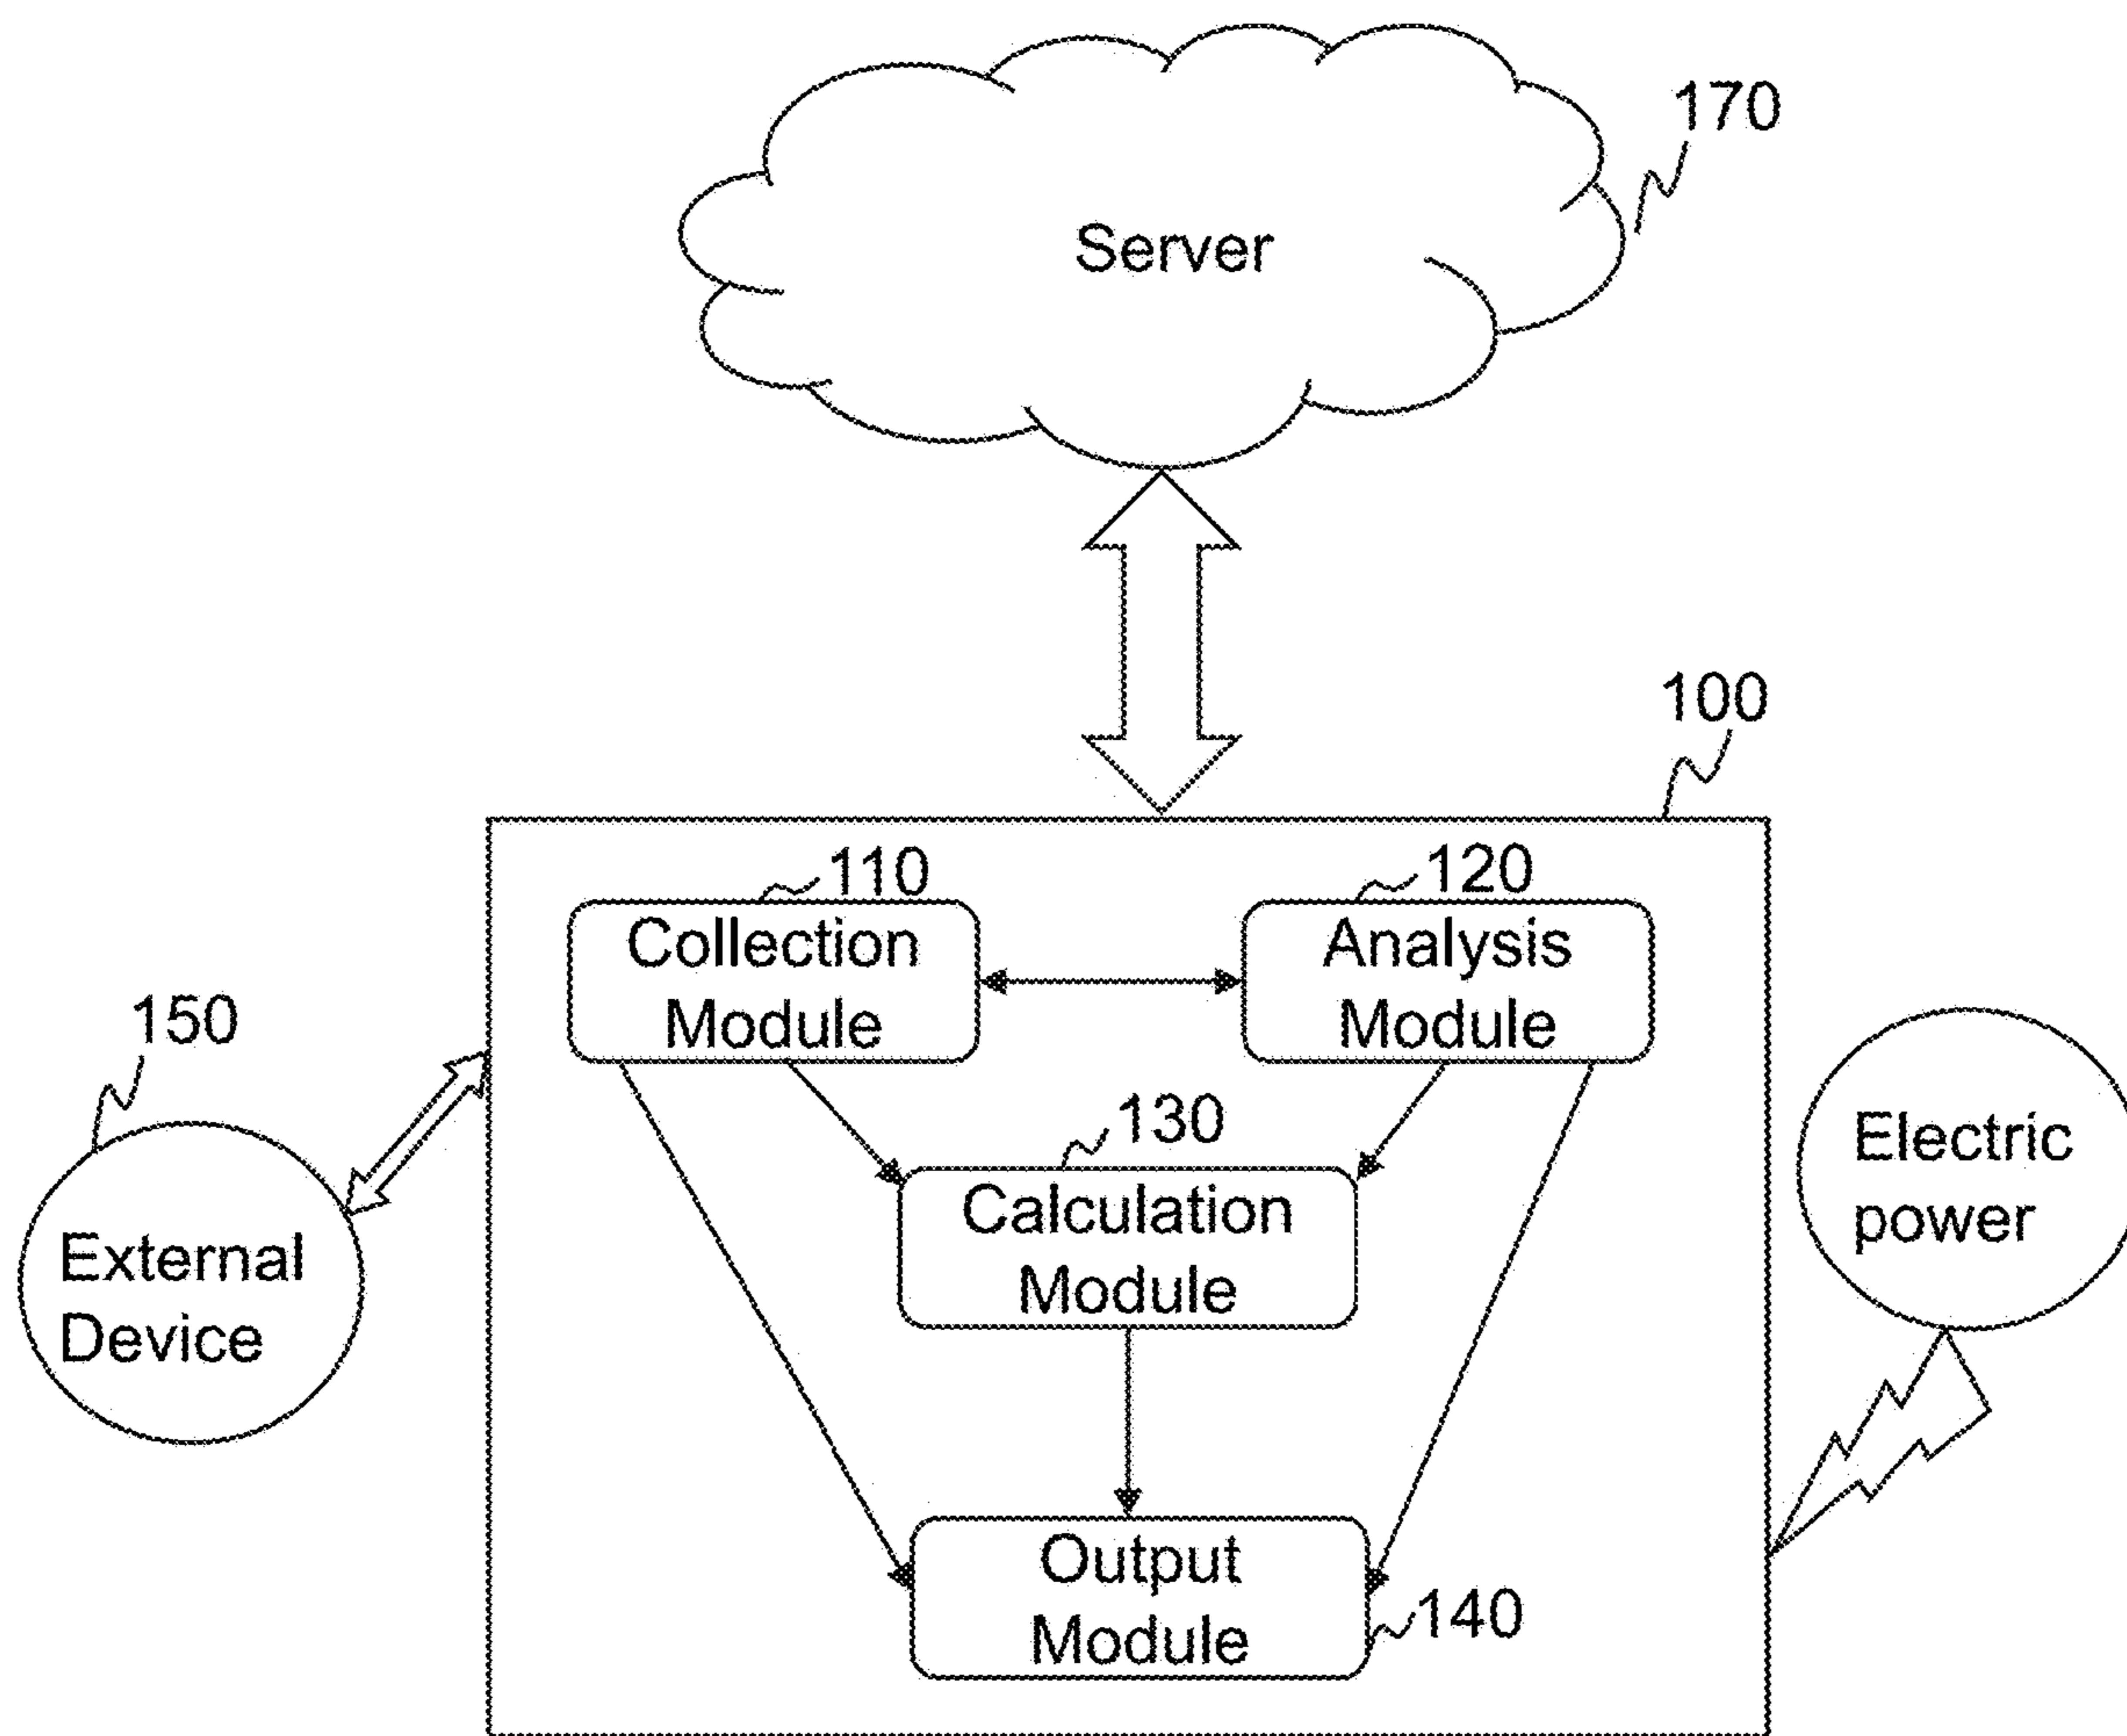 170
Server
100
110
120
Collection
Module
Analysis
Module
150
130
Electric
power
Calculation
Module
External
Device
Output
Module
140